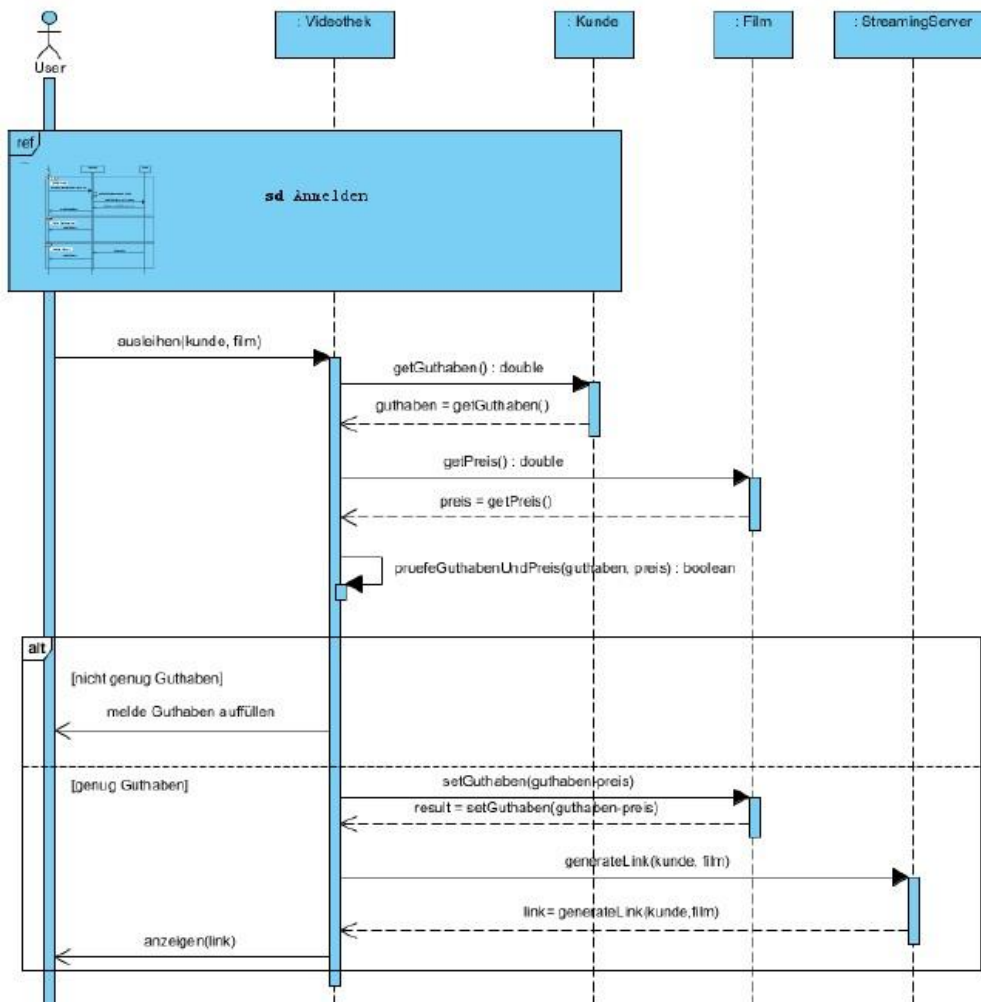 : Videothek
: Kunde
: Film
: StreamingServer
User
ref
sd Anmelden
ausleihen(kunde, film)
getGuthaben() : double
guthaben = getGuthaben()
getPreis() : double
preis = getPreis()
pruefeGuthabenUndPreis(guthaben, preis) : boolean
alt
[nicht genug Guthaben]
melde Guthaben auffüllen
[genug Guthaben]
setGuthaben(guthaben-preis)
result = setGuthaben(guthaben-preis)
generateLink(kunde, film)
link= generateLink(kunde,film)
anzeigen(link)